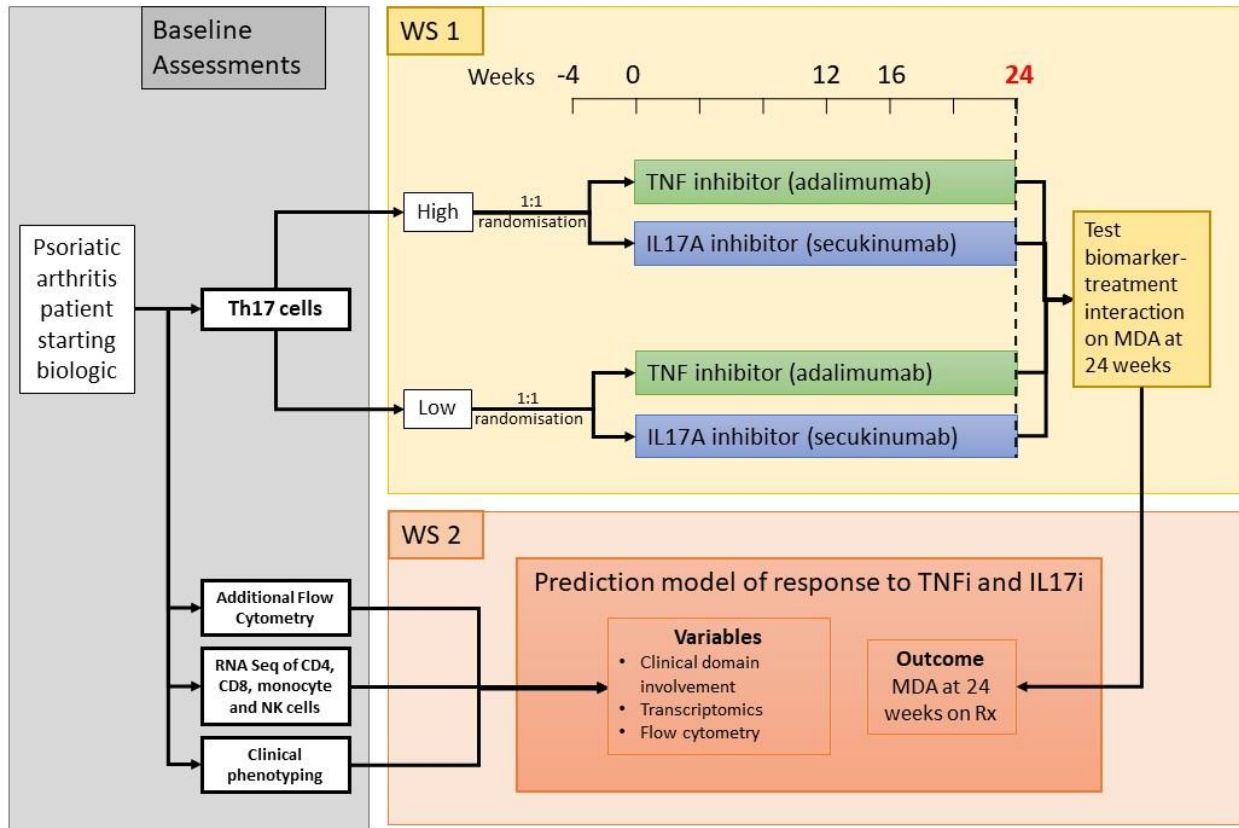 Baseline
Assessments
Psoriatic
arthritis
patient
starting
biologic
Th17 cells
Additional Flow
Cytometry
RNA Seq of CD4,
CD8, monocyte
and NK cells
Clinical
phenotyping
WS 1
Weeks -4 0 12 16 24
High
1:1
randomisation
TNF inhibitor (adalimumab)
IL17A inhibitor (secukinumab)
Low
1:1
randomisation
TNF inhibitor (adalimumab)
IL17A inhibitor (secukinumab)
Test
biomarker-
treatment
interaction
on MDA at
24 weeks
WS 2
Prediction model of response to TNFi and IL17i
Variables
• Clinical domain
involvement
• Transcriptomics
• Flow cytometry
Outcome
MDA at 24
weeks on Rx